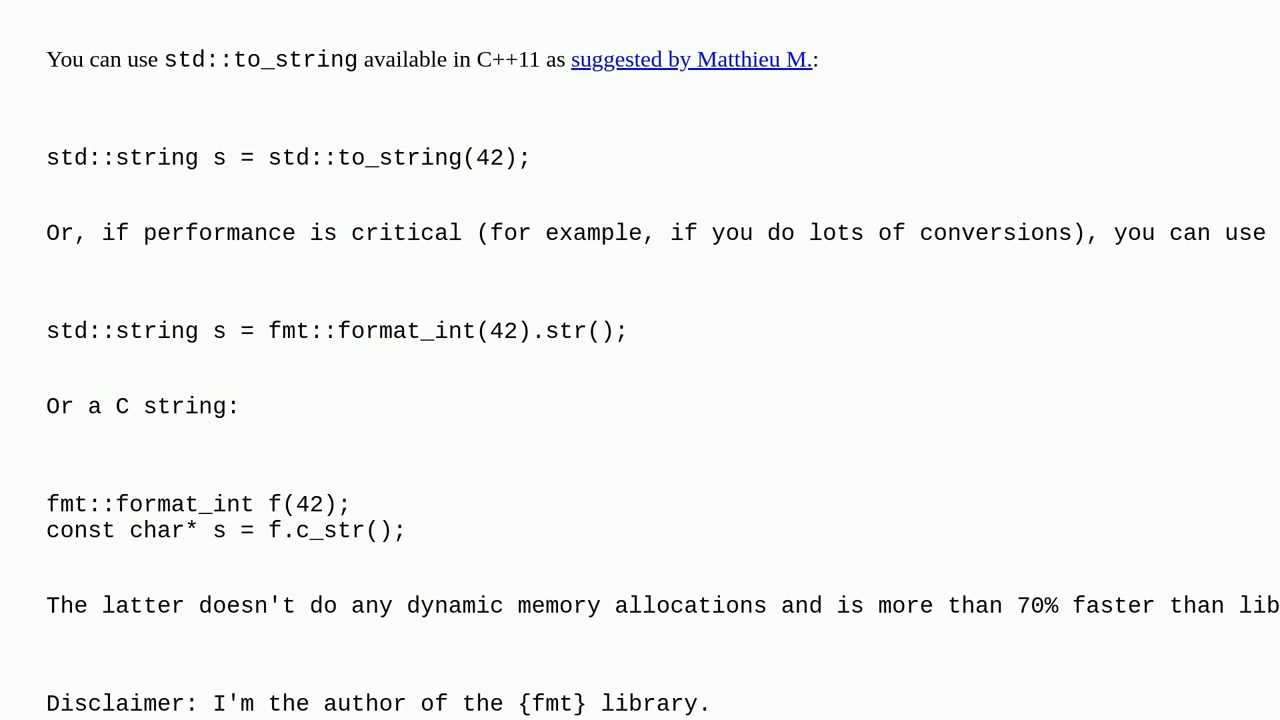 You can use std::to_string available in C++11 as suggested by Matthieu M.:
std::string s = std::to_string(42);
Or, if performance is critical (for example, if you do lots of conversions), you can use
std::string s = fmt::format_int(42).str();
Or a C string:
fmt::format_int f(42);
const char* s = f.c_str();
The latter doesn't do any dynamic memory allocations and is more than 70% faster than lib
Disclaimer: I'm the author of the {fmt} library.